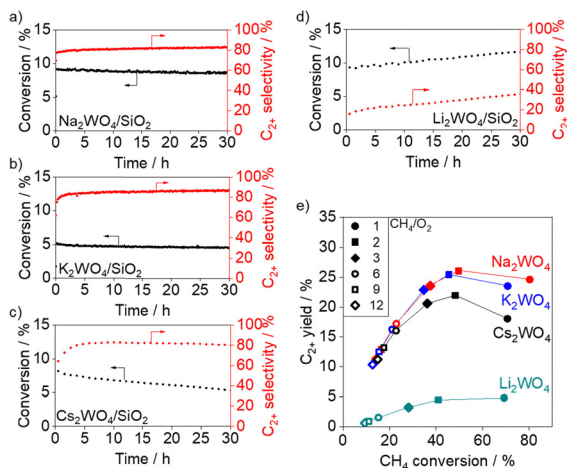 a)
15
10
5
0
Conversion / %
100%
80
60
40
20
0
C2+ selectivity / %
Na2WO4/SiO2
0 5 10 15 20 25 30
Time / h
b)
15
10
5
0
Conversion / %
100%
80
60
40
20
0
C2+ selectivity / %
K2WO4/SiO2
0 5 10 15 20 25 30
Time / h
c)
15
10
5
0
Conversion / %
100%
80
60
40
20
0
C2+ selectivity / %
Cs2WO4/SiO2
0 5 10 15 20 25 30
Time / h
d)
15
10
5
0
Conversion / %
100%
80
60
40
20
0
C2+ selectivity / %
Li2WO4/SiO2
0 5 10 15 20 25 30
Time / h
e)
35
30
25
20
15
10
5
0
C2+ yield / %
1 CH4/O2
2
3
6
9
12
Na2WO4
K2WO4
Cs2WO4
Li2WO4
0 20 40 60 80
CH4 conversion / %